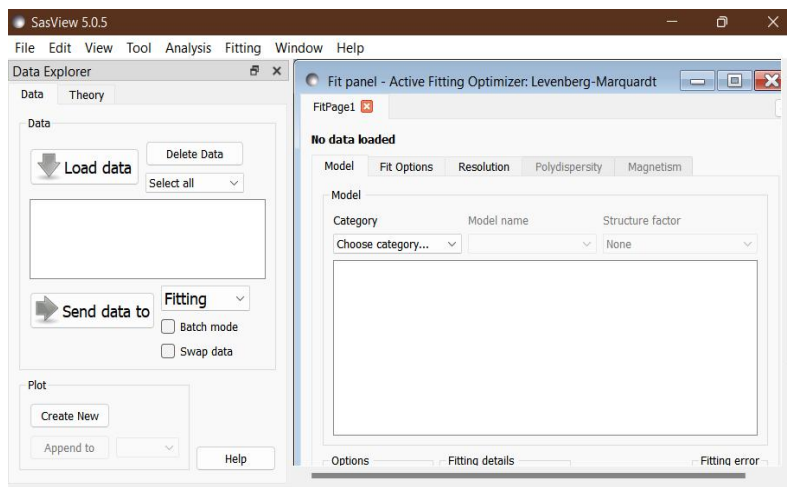 SasView 5.0.5
File Edit View Tool Analysis Fitting Window Help
Data Explorer
Data Theory
Data
Load data
Delete Data
Select all
Send data to
Fitting
Batch mode
Swap data
Plot
Create New
Append to
Help
Fit panel - Active Fitting Optimizer: Levenberg-Marquardt
FitPage1
No data loaded
Model Fit Options Resolution Polydispersity Magnetism
Model
Category Model name Structure factor
Choose category... None
Options Fitting details Fitting error